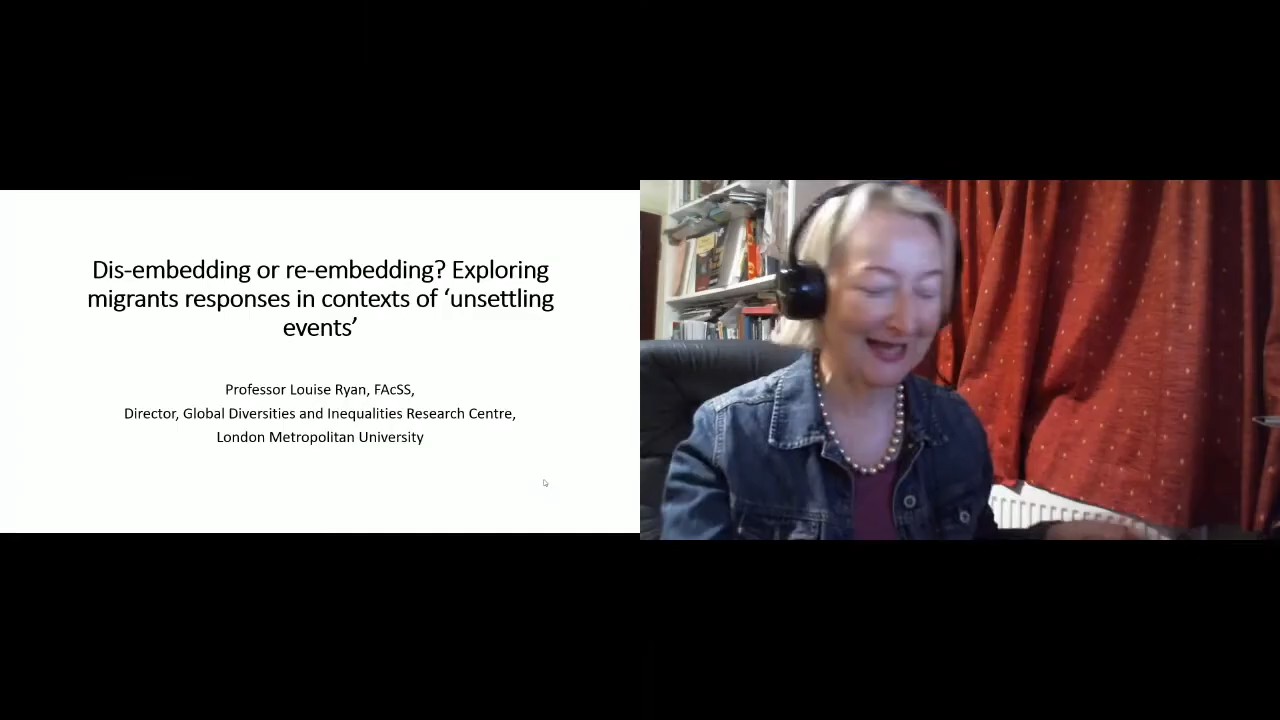 Dis-embedding or re-embedding? Exploring
migrants responses in contexts of ‘unsettling
events’
Professor Louise Ryan, FAcSS,
Director, Global Diversities and Inequalities Research Centre,
London Metropolitan University